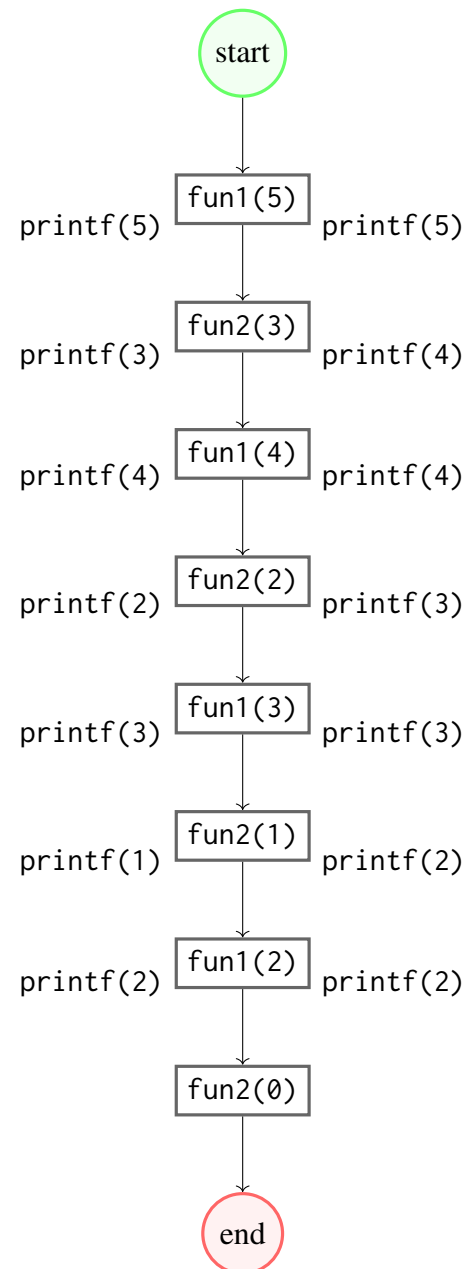 start
fun1(5)
printf(5) printf(5)
fun2(3)
printf(3) printf(4)
fun1(4)
printf(4) printf(4)
fun2(2)
printf(2) printf(3)
fun1(3)
printf(3) printf(3)
fun2(1)
printf(1) printf(2)
fun1(2)
printf(2) printf(2)
fun2(0)
end